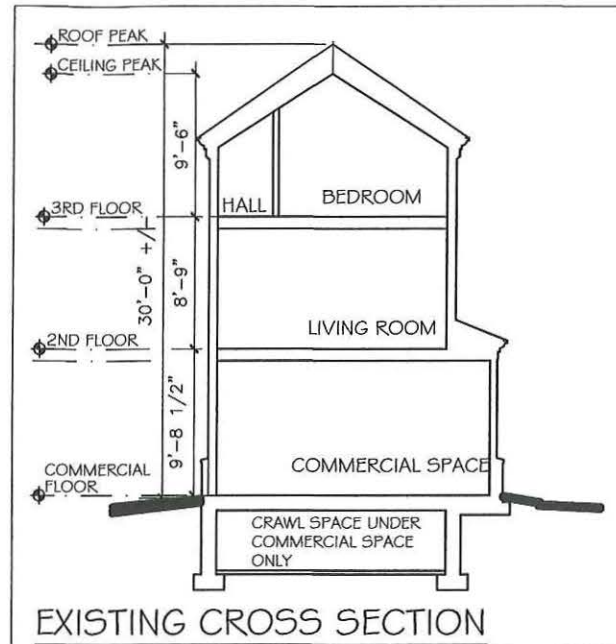 ROOF PEAK
CEILING PEAK
9'-6"
3RD FLOOR
HALL
BEDROOM
30'-0" +/-
8'-9"
LIVING ROOM
2ND FLOOR
9'-8 1/2"
COMMERCIAL
FLOOR
COMMERCIAL SPACE
CRAWL SPACE UNDER
COMMERCIAL SPACE
ONLY
EXISTING CROSS SECTION